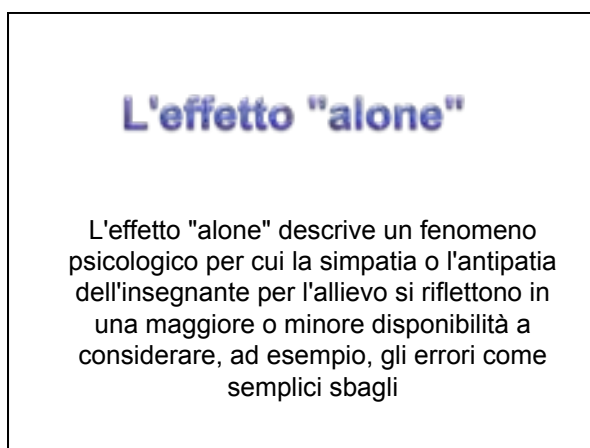 L'effetto "alone"
L'effetto "alone" descrive un fenomeno
psicologico per cui la simpatia o l'antipatia
dell'insegnante per l'allievo si riflettono in
una maggiore o minore disponibilità a
considerare, ad esempio, gli errori come
semplici sbagli